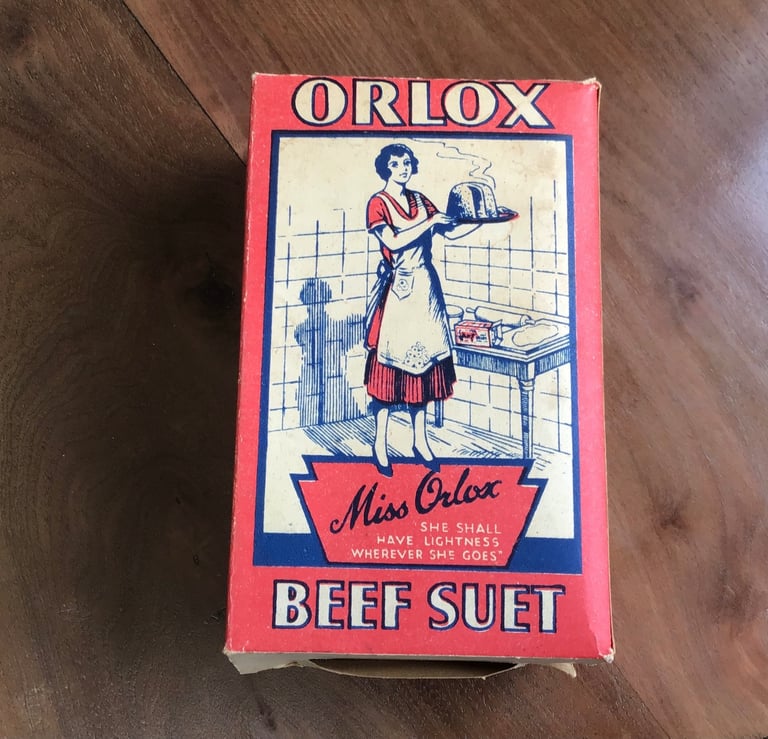 ORLOX
Miss Orlox
SHE SHALL
HAVE LIGHTNESS
WHEREVER SHE GOES"
BEEF SUET